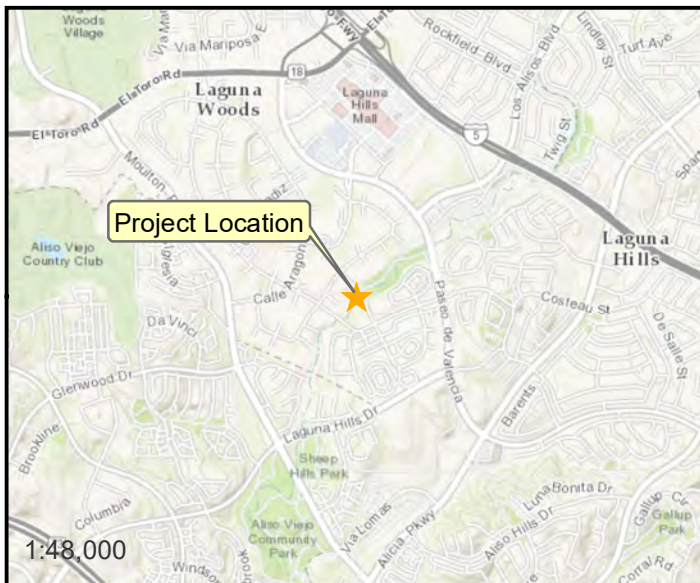 Woods
Village
Via Mariposa E
Rockfield Blvd
Lindley St
Turf Ave
Los Alisos Blvd
El Toro Rd
18
Laguna
Woods
Laguna
Hills
Mall
5
Twig St
El Toro Rd
Moulton
Project Location
Aliso Viejo
Country Club
Calle Aragon
Laguna
Hills
Paseo de Valencia
Costeau St
De Salle St
Da Vinci
Glenwood Dr
Brookline
Laguna Hills Dr
Barents
Sheep
Hills Park
Columbia
Via Lomas
Alicia Pkwy
Luna Bonita Dr
Aliso Hills Dr
Gallup Cir
Gallup
Park
Aliso Viejo
Community
Park
1:48,000